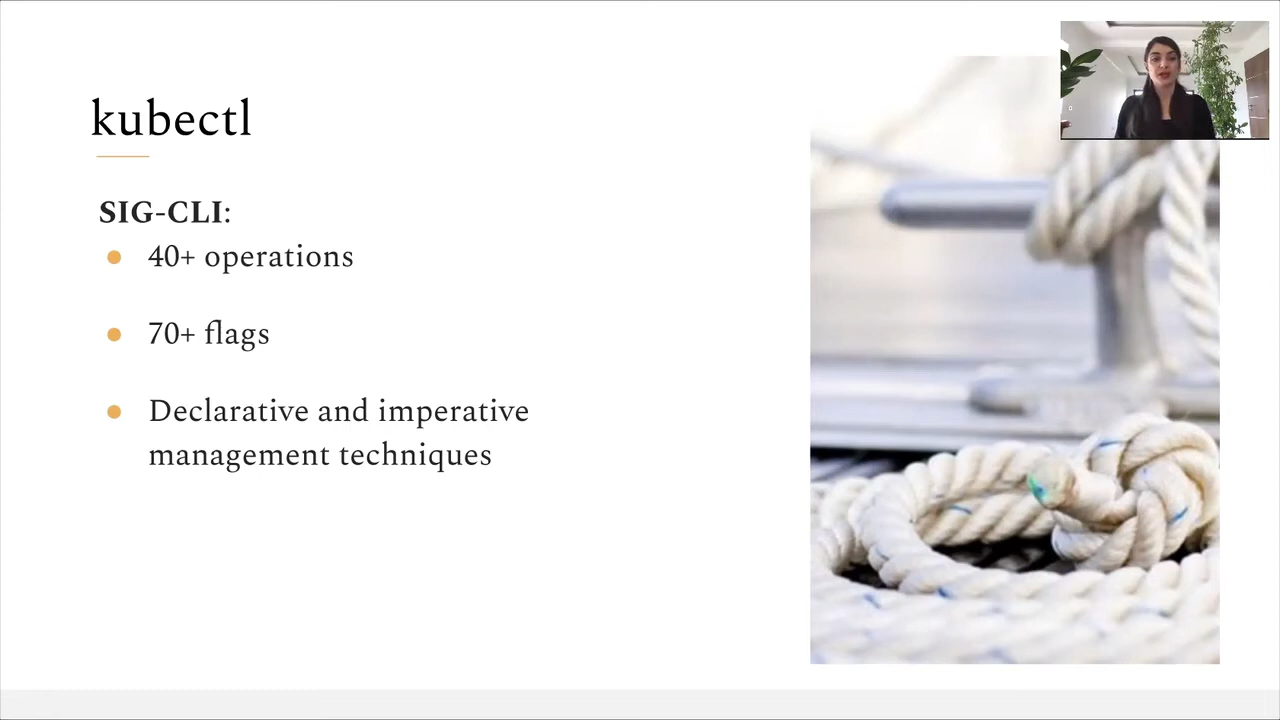 kubectl
SIG-CLI:
40+ operations
70+ flags
Declarative and imperative
management techniques